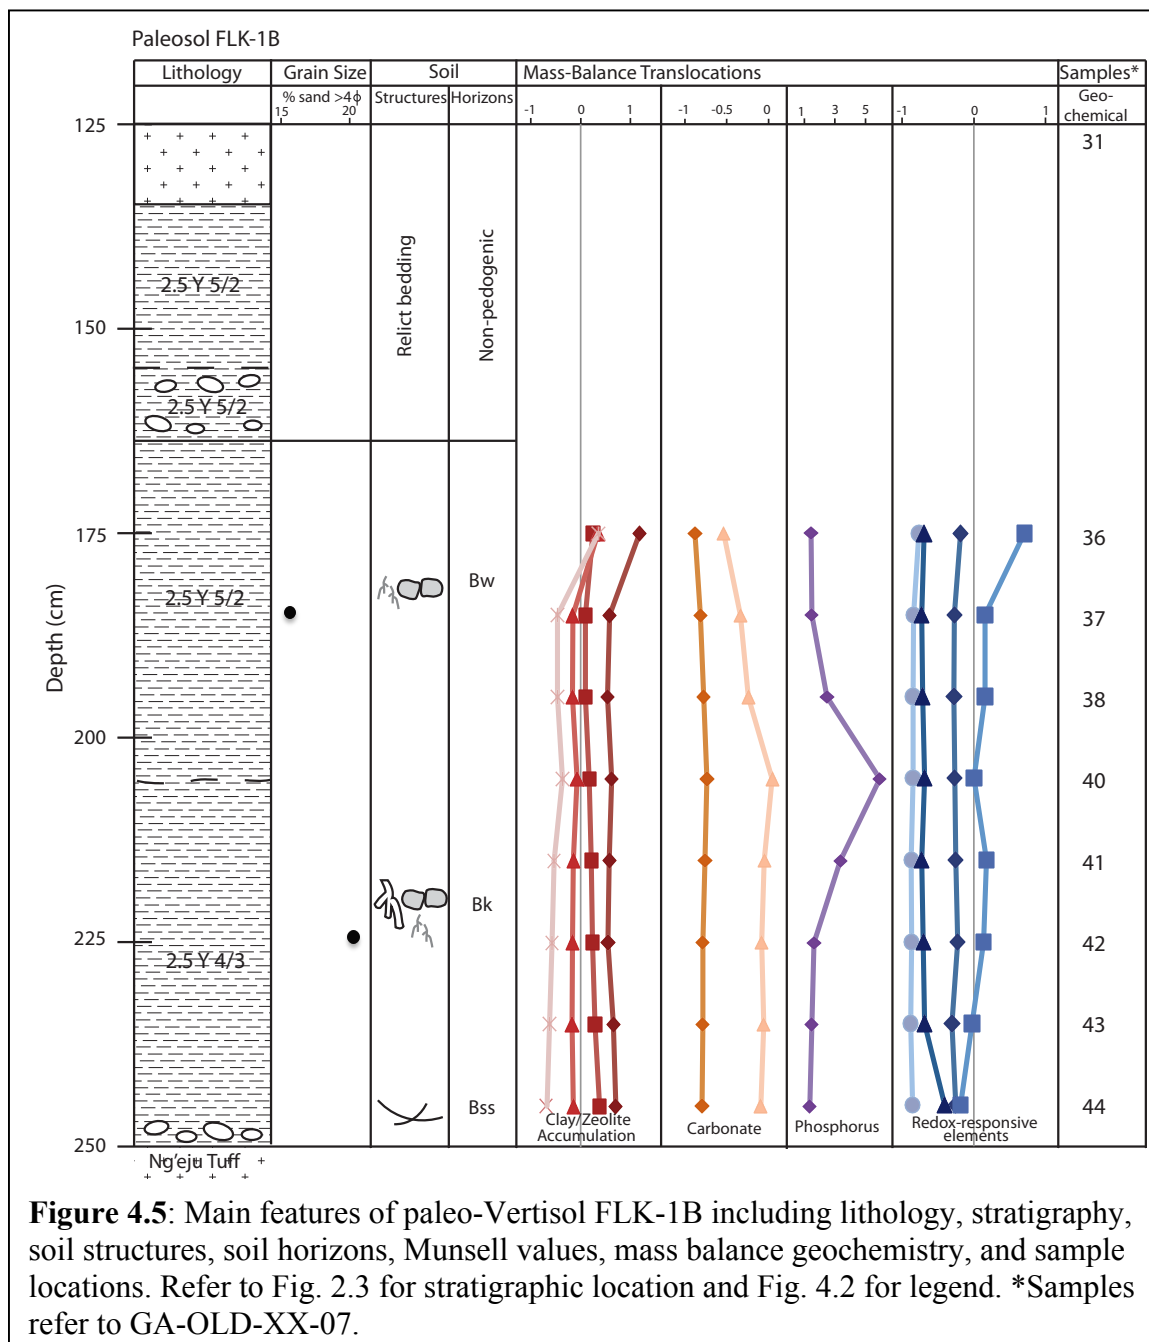 Paleosol FLK-1B
Lithology Grain Size Soil Mass-Balance Translocations Samples*
% sand >4ϕ Structures Horizons Geo-
chemical
15 20 -1 0 1 -1 -0.5 0 1 3 5 -1 0 1
125
31
Relict bedding
Non-pedogenic
2.5 Y 5/2
150
2.5 Y 5/2
175
36
Bw
2.5 Y 5/2
37
Depth (cm)
38
200
40
41
Bk
225
42
2.5 Y 4/3
43
Bss
44
Clay/Zeolite
Accumulation
Carbonate
Phosphorus
Redox-responsive
elements
250
Ng'eju Tuff
Figure 4.5: Main features of paleo-Vertisol FLK-1B including lithology, stratigraphy,
soil structures, soil horizons, Munsell values, mass balance geochemistry, and sample
locations. Refer to Fig. 2.3 for stratigraphic location and Fig. 4.2 for legend. *Samples
refer to GA-OLD-XX-07.